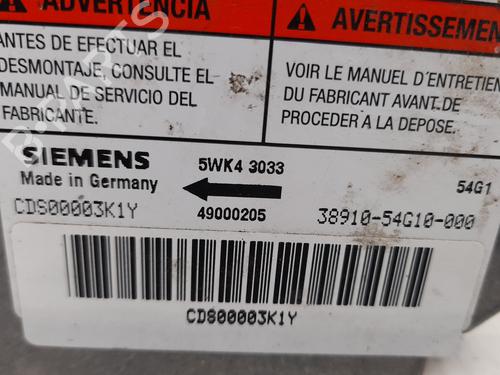 ADVERTENCIA
ANTES DE EFECTUAR EL
DESMONTAJE, CONSULTE EL
MANUAL DE SERVICIO DEL
FABRICANTE.
AVERTISSEMEN
VOIR LE MANUEL D'ENTRETIEN
DU FABRICANT AVANT DE
PROCEDER A LA DEPOSE.
SIEMENS
Made in Germany
5WK4 3033
54G1
CDS00003K1Y
49000205
38910-54G10-000
CDS00003K1Y